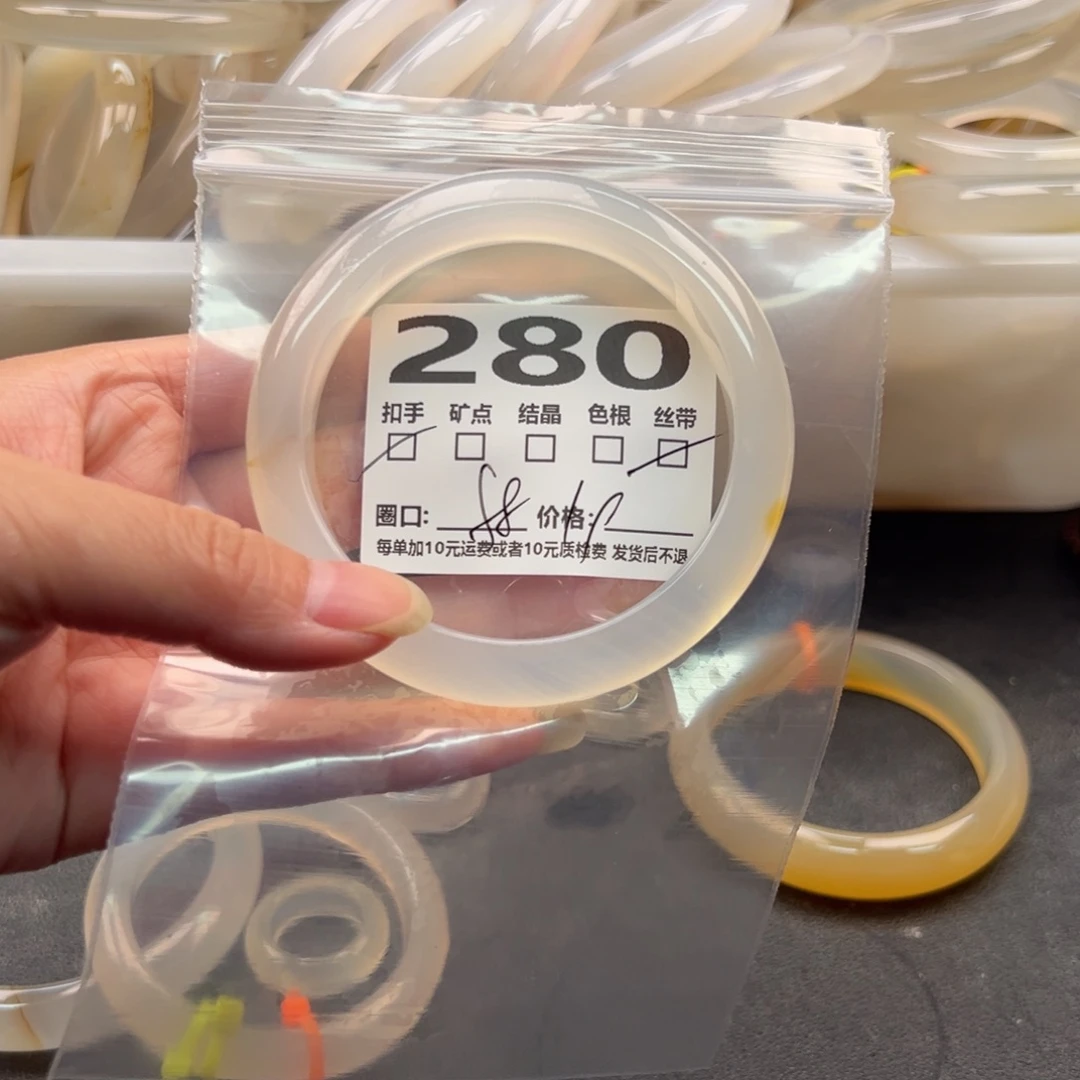 280
扣手 矿点 结晶 色根 丝带
圈口: 58 价格:
每单加10元运费或者10元质检费 发货后不退